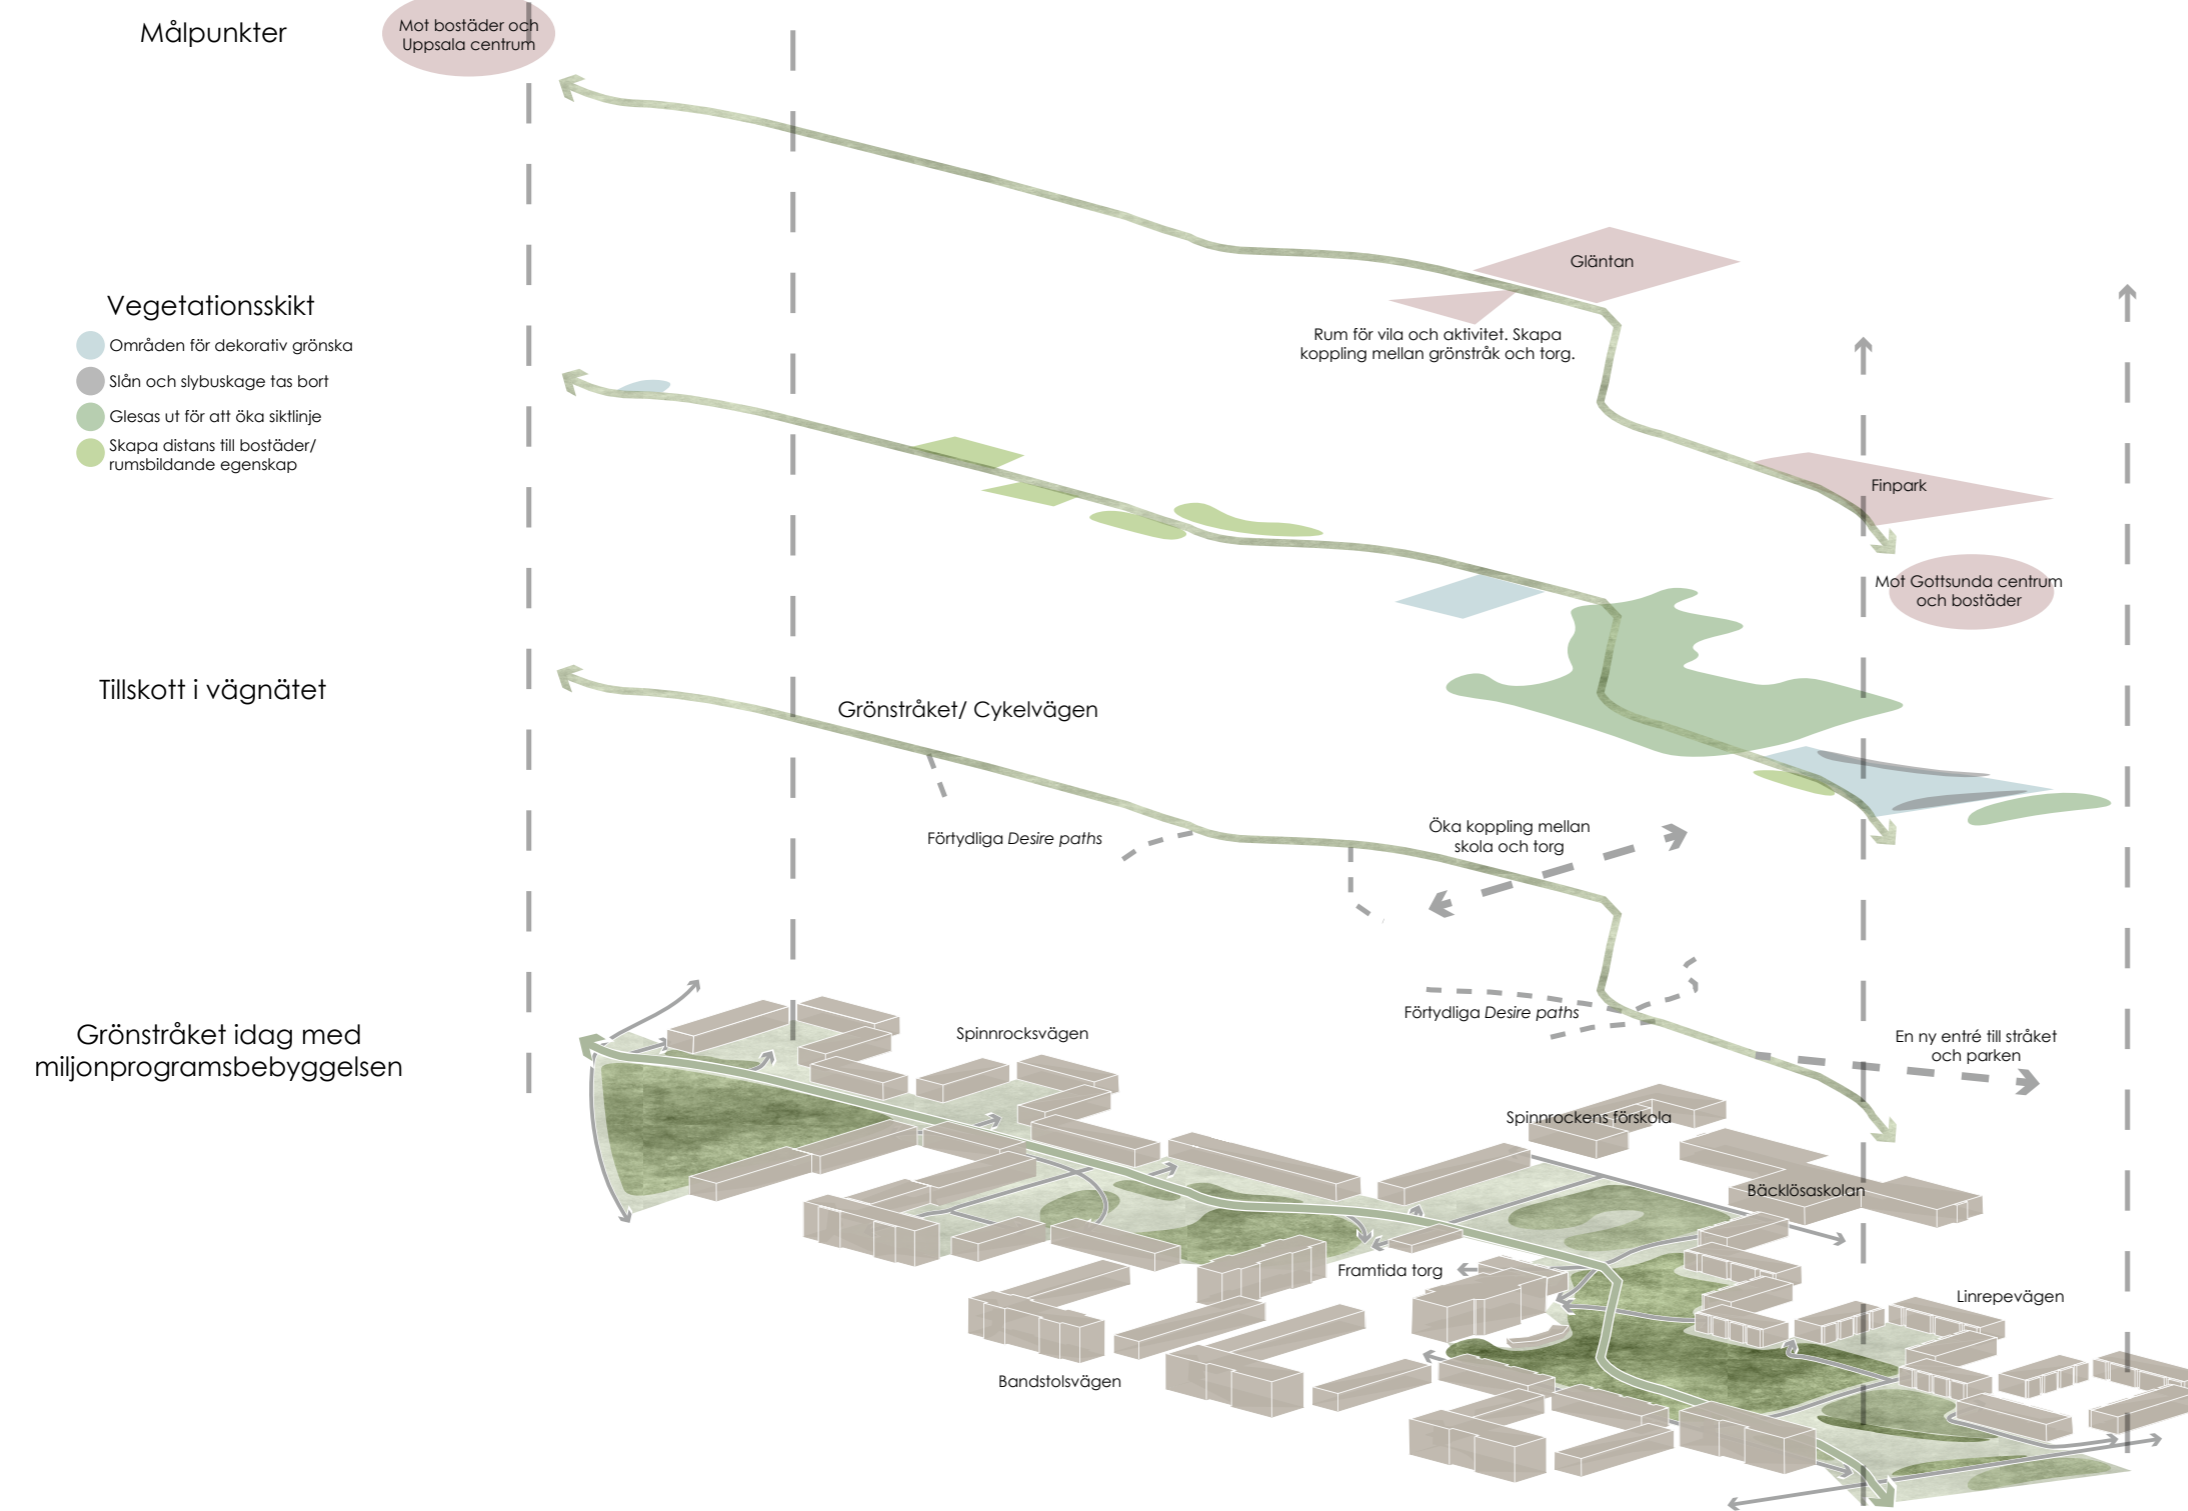 Målpunkter
Mot bostäder och
Uppsala centrum
Gläntan
Rum för vila och aktivitet. Skapa
koppling mellan grönstråk och torg.
Finpark
Mot Gottsunda centrum
och bostäder
Vegetationsskikt
Områden för dekorativ grönska
Slån och slybuskage tas bort
Glesas ut för att öka siktlinje
Skapa distans till bostäder/
rumsbildande egenskap
Tillskott i vägnätet
Grönstråket/ Cykelvägen
Förtydliga Desire paths
Öka koppling mellan
skola och torg
Förtydliga Desire paths
En ny entré till stråket
och parken
Grönstråket idag med
miljonprogramsbebyggelsen
Spinnrocksvägen
Spinnrockens förskola
Bäcklösaskolan
Framtida torg
Linrepevägen
Bandstolsvägen